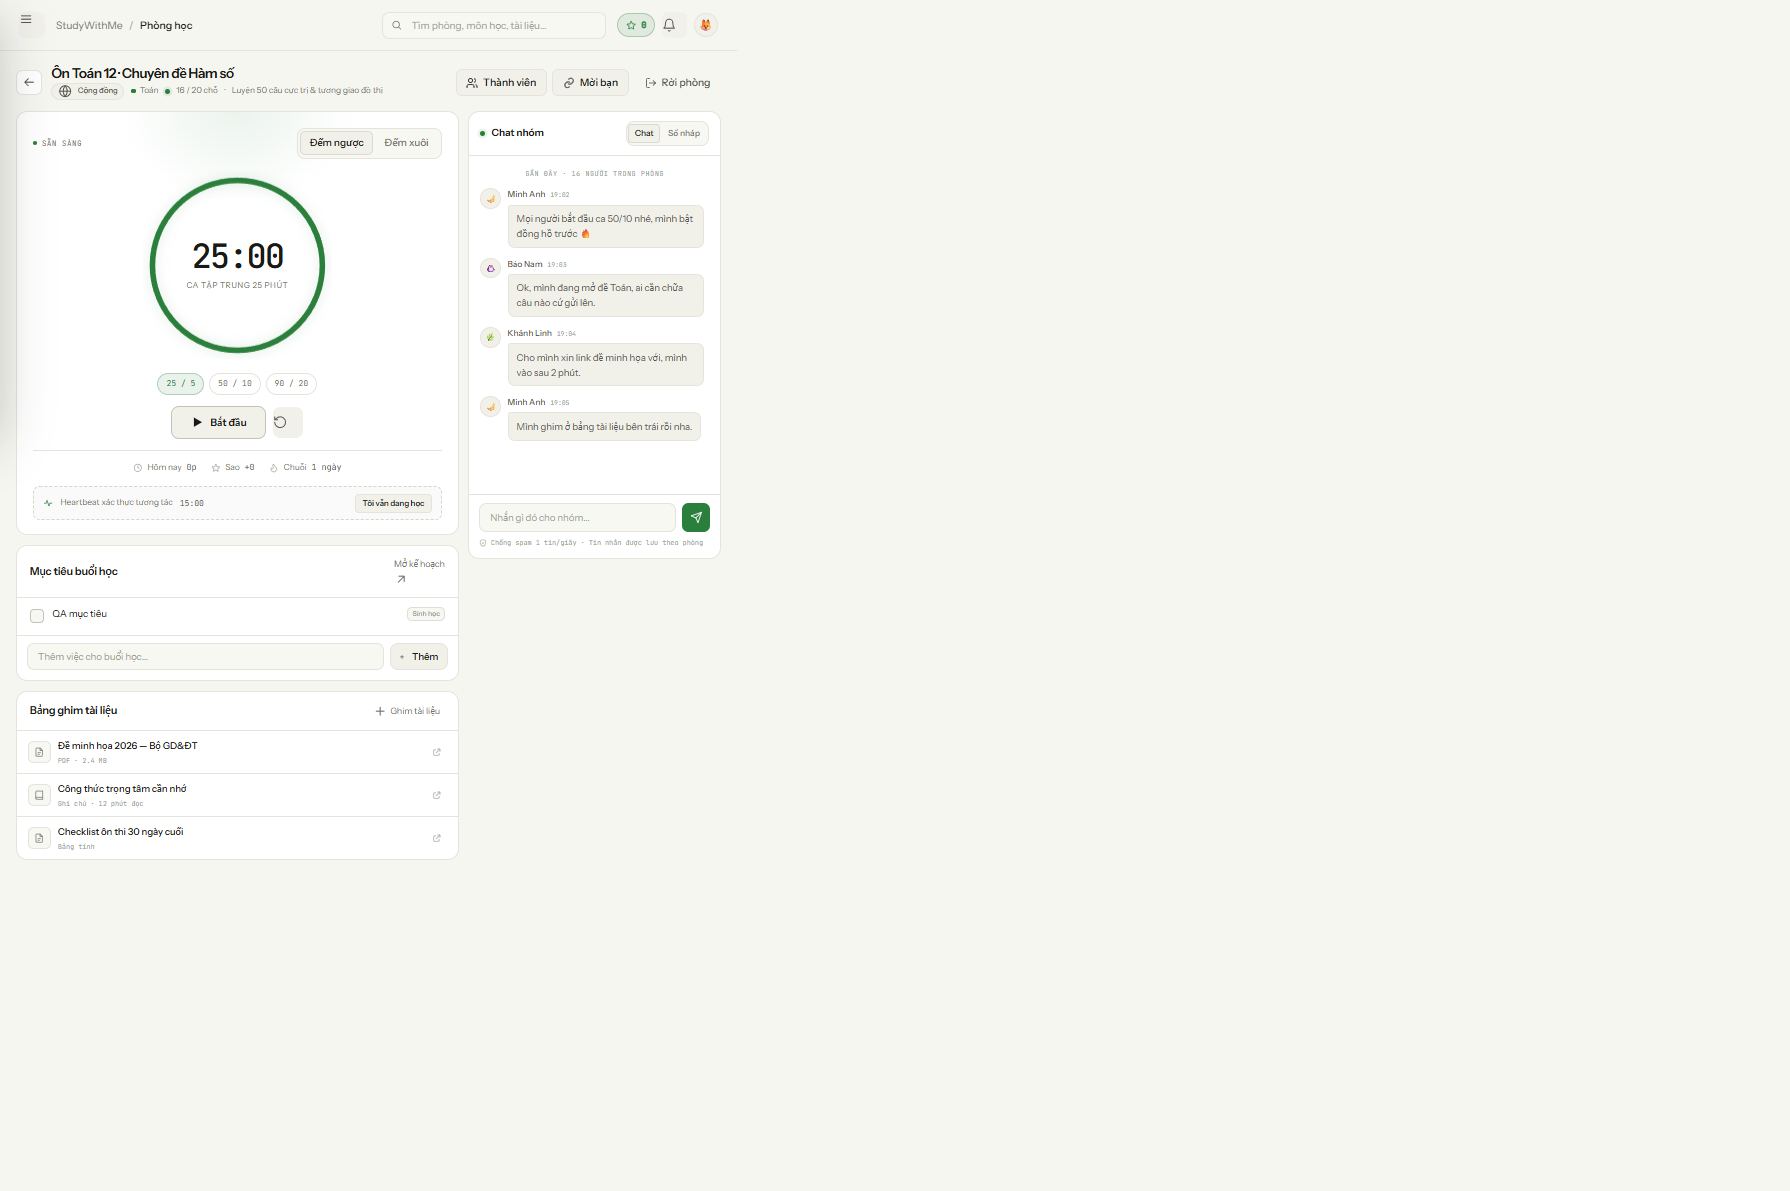 StudyWithMe / Phòng học
Tìm phòng, môn học, tài liệu...
0
Ôn Toán 12 · Chuyên đề Hàm số
Cộng đồng Toán 16 / 20 chỗ · Luyện 50 câu cực trị & tương giao đồ thị
Thành viên
Mời bạn
Rời phòng
SẴN SÀNG
Đếm ngược
Đếm xuôi
25:00
CA TẬP TRUNG 25 PHÚT
25 / 5
50 / 10
90 / 20
Bắt đầu
Hôm nay 0p
Sao +0
Chuỗi 1 ngày
Heartbeat xác thực tương tác 15:00
Tôi vẫn đang học
Mục tiêu buổi học
Mở kế hoạch
QA mục tiêu
Sinh học
Thêm việc cho buổi học...
+ Thêm
Bảng ghim tài liệu
Ghim tài liệu
Đề minh họa 2026 — Bộ GD&ĐT
PDF · 2.4 MB
Công thức trọng tâm cần nhớ
Ghi chú · 12 phút đọc
Checklist ôn thi 30 ngày cuối
Bảng tính
Chat nhóm
Chat
Sổ nháp
GẦN ĐÂY · 16 NGƯỜI TRONG PHÒNG
Minh Anh 19:02
Mọi người bắt đầu ca 50/10 nhé, mình bật
đồng hồ trước 🔥
Bảo Nam 19:03
Ok, mình đang mở đề Toán, ai cần chữa
câu nào cứ gửi lên.
Khánh Linh 19:04
Cho mình xin link đề minh họa với, mình
vào sau 2 phút.
Minh Anh 19:05
Mình ghim ở bảng tài liệu bên trái rồi nha.
Nhắn gì đó cho nhóm...
Chống spam 1 tin/giây · Tin nhắn được lưu theo phòng